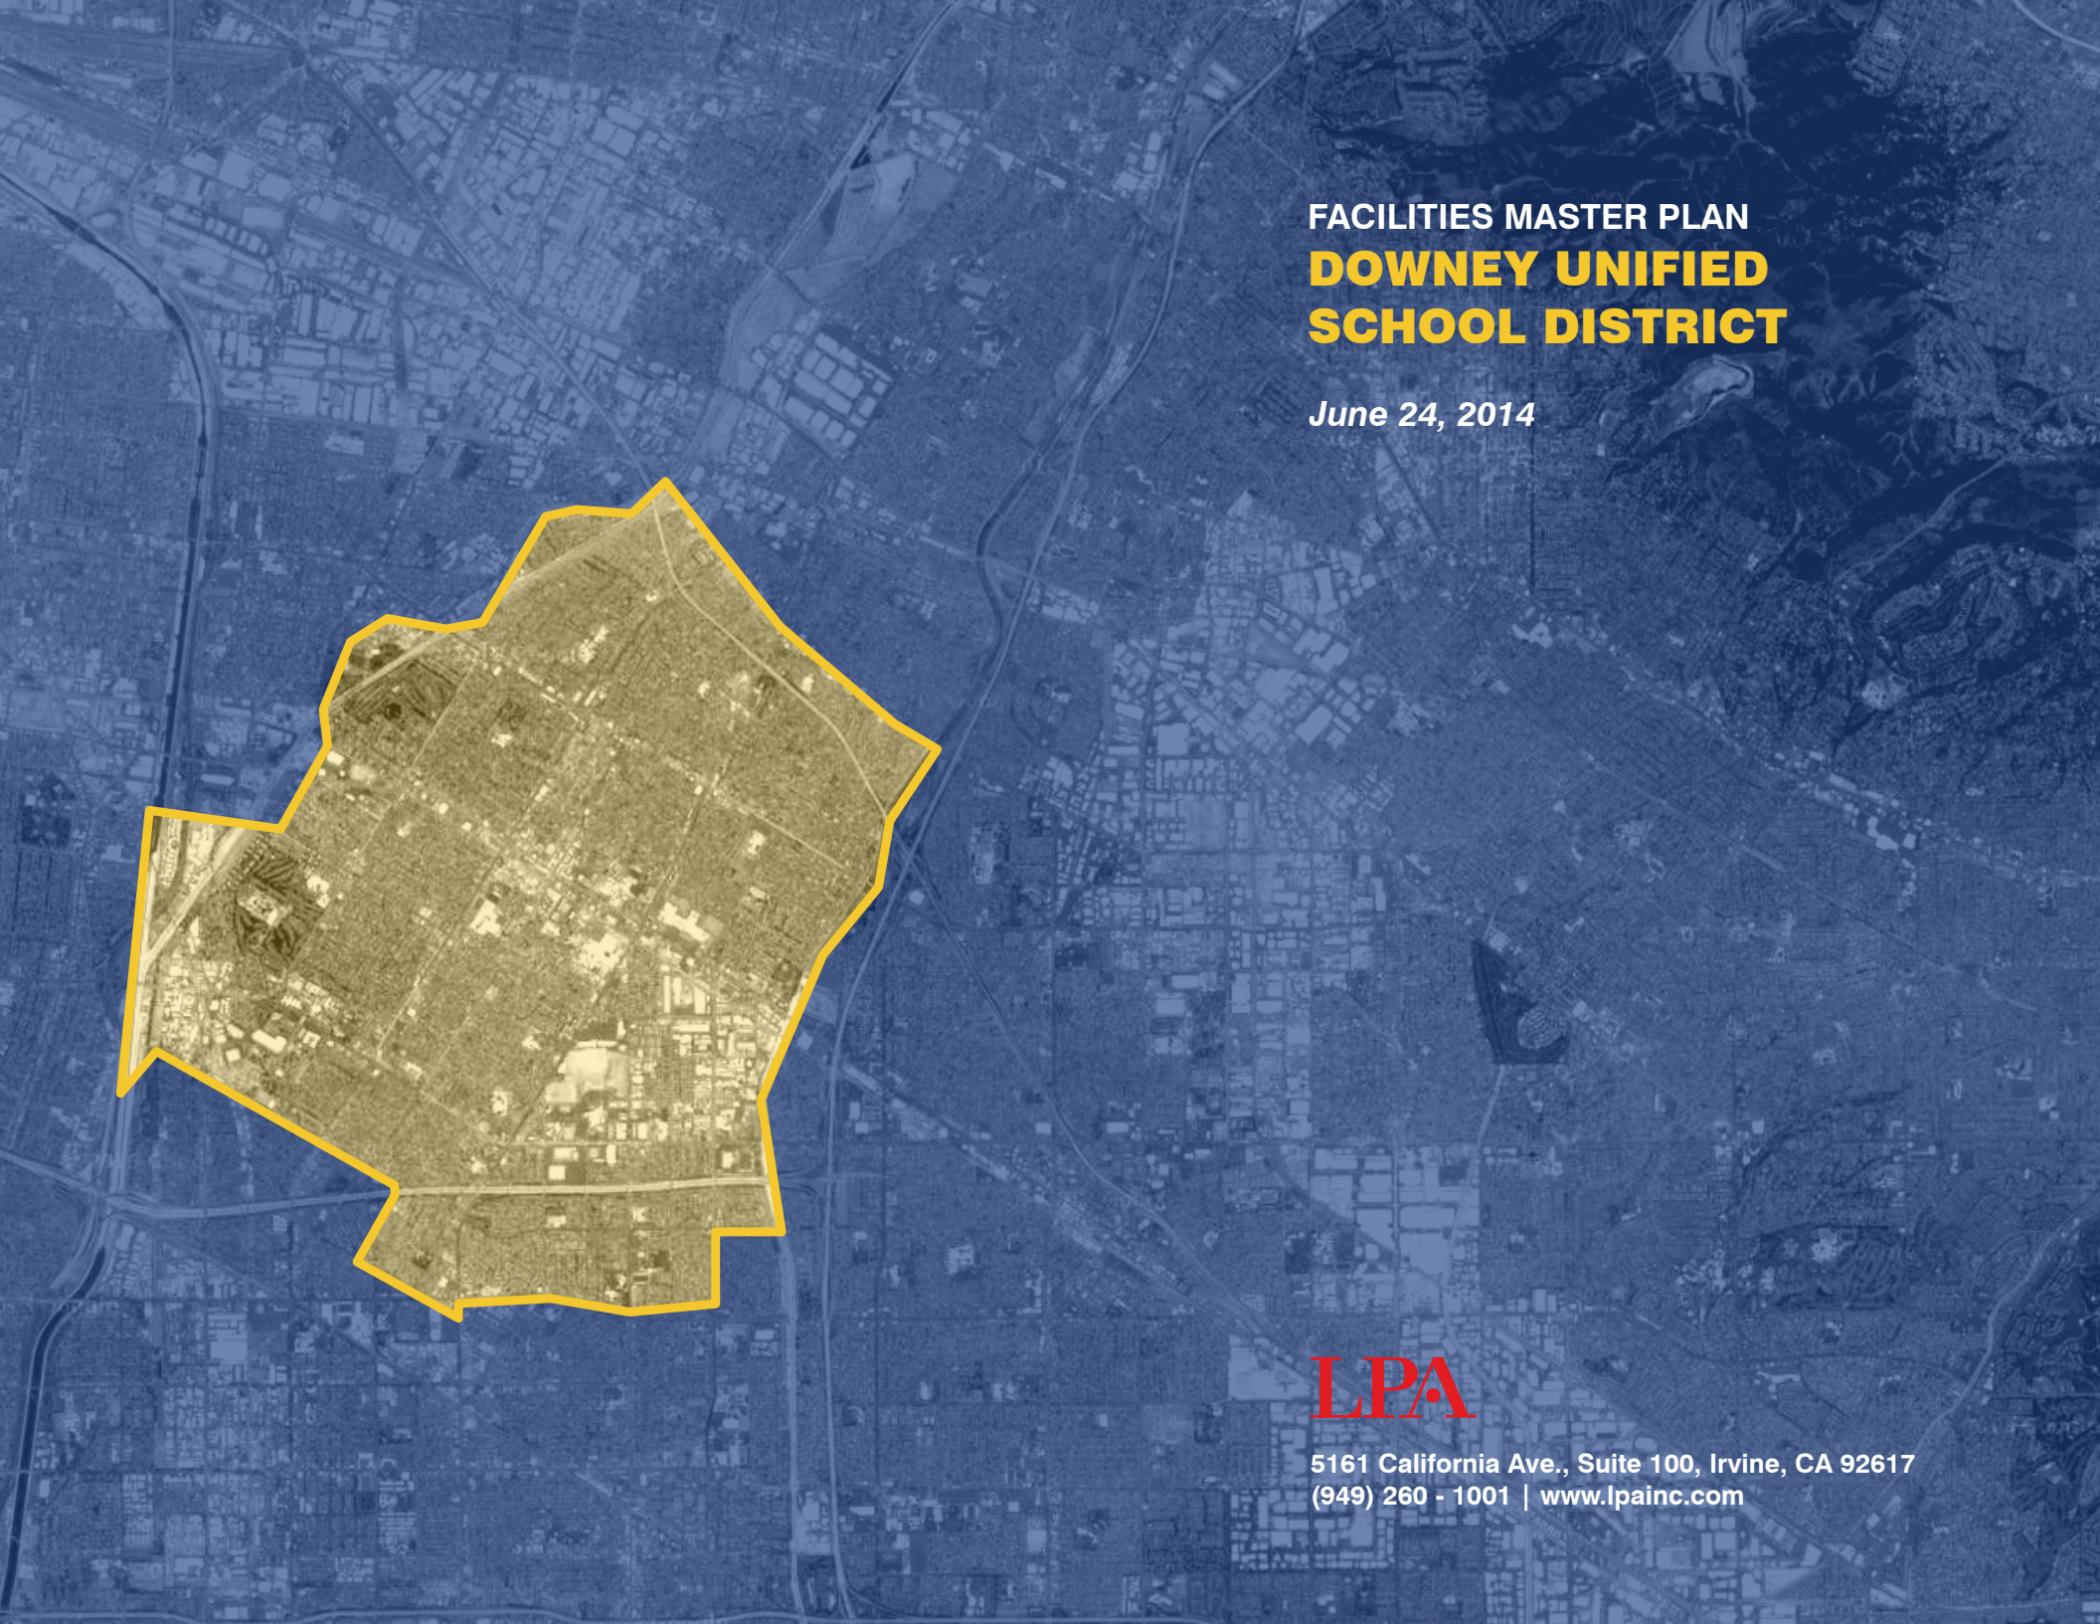 FACILITIES MASTER PLAN
DOWNEY UNIFIED
SCHOOL DISTRICT
June 24, 2014
LPA
5161 California Ave., Suite 100, Irvine, CA 92617
(949) 260 - 1001 | www.lpainc.com